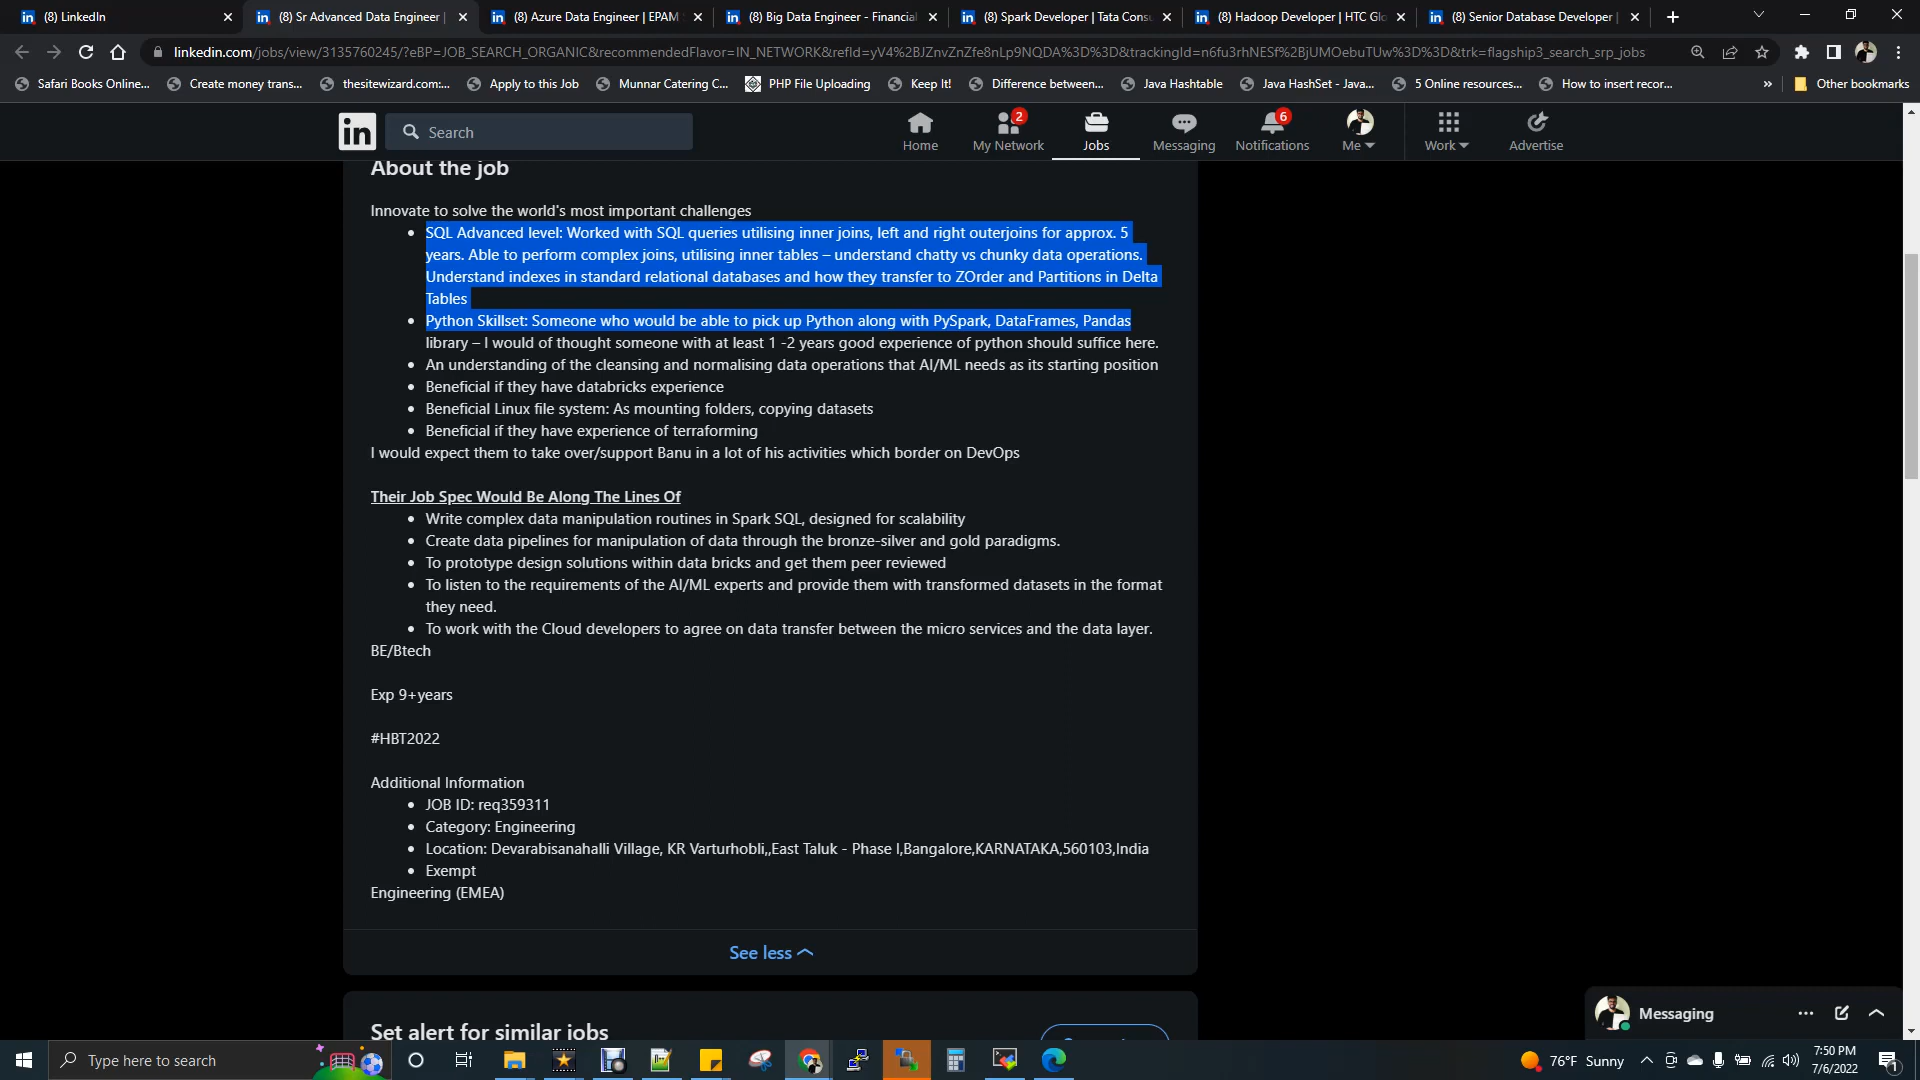 (8) LinkedIn
(8) Sr Advanced Data Engineer |
(8) Azure Data Engineer | EPAM
(8) Big Data Engineer - Financial
(8) Spark Developer | Tata Consu
(8) Hadoop Developer | HTC Glo
(8) Senior Database Developer |
linkedin.com/jobs/view/3135760245/?eBP=JOB_SEARCH_ORGANIC&recommendedFlavor=IN_NETWORK&refId=yV4%2BJZnvZnZfe8nLp9NQDA%3D%3D&trackingId=n6fu3rhNESf%2BjUMOebuTUw%3D%3D&trk=flagship3_search_srp_jobs
Safari Books Online...
Create money trans...
thesitewizard.com:...
Apply to this Job
Munnar Catering C...
PHP File Uploading
Keep It!
Difference between...
Java Hashtable
Java HashSet - Java...
5 Online resources...
How to insert recor...
»
Other bookmarks
in
Search
Home
2
My Network
Jobs
Messaging
6
Notifications
Me
Work
Advertise
About the job
Innovate to solve the world's most important challenges
• SQL Advanced level: Worked with SQL queries utilising inner joins, left and right outerjoins for approx. 5
years. Able to perform complex joins, utilising inner tables – understand chatty vs chunky data operations.
Understand indexes in standard relational databases and how they transfer to ZOrder and Partitions in Delta
Tables
• Python Skillset: Someone who would be able to pick up Python along with PySpark, DataFrames, Pandas
library – I would of thought someone with at least 1 -2 years good experience of python should suffice here.
• An understanding of the cleansing and normalising data operations that AI/ML needs as its starting position
• Beneficial if they have databricks experience
• Beneficial Linux file system: As mounting folders, copying datasets
• Beneficial if they have experience of terraforming
I would expect them to take over/support Banu in a lot of his activities which border on DevOps
Their Job Spec Would Be Along The Lines Of
• Write complex data manipulation routines in Spark SQL, designed for scalability
• Create data pipelines for manipulation of data through the bronze-silver and gold paradigms.
• To prototype design solutions within data bricks and get them peer reviewed
• To listen to the requirements of the AI/ML experts and provide them with transformed datasets in the format
they need.
• To work with the Cloud developers to agree on data transfer between the micro services and the data layer.
BE/Btech
Exp 9+years
#HBT2022
Additional Information
• JOB ID: req359311
• Category: Engineering
• Location: Devarabisanahalli Village, KR Varturhobli,,East Taluk - Phase I,Bangalore,KARNATAKA,560103,India
• Exempt
Engineering (EMEA)
See less
Set alert for similar jobs
Messaging
Type here to search
76°F Sunny
7:50 PM
7/6/2022
1